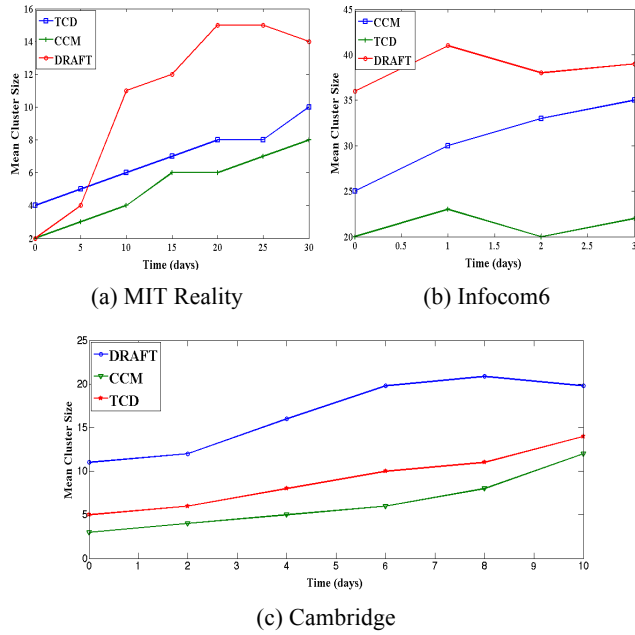 16
14
12
10
8
6
4
2
0 5 10 15 20 25 30
Mean Cluster Size
Time (days)
TCD
CCM
DRAFT
(a) MIT Reality
45
40
35
30
25
20
0 0.5 1 1.5 2 2.5 3
Mean Cluster Size
Time (days)
CCM
TCD
DRAFT
(b) Infocom6
25
20
15
10
5
0
0 1 2 3 4 5 6 7 8 9 10
Mean Cluster Size
Time (days)
DRAFT
CCM
TCD
(c) Cambridge